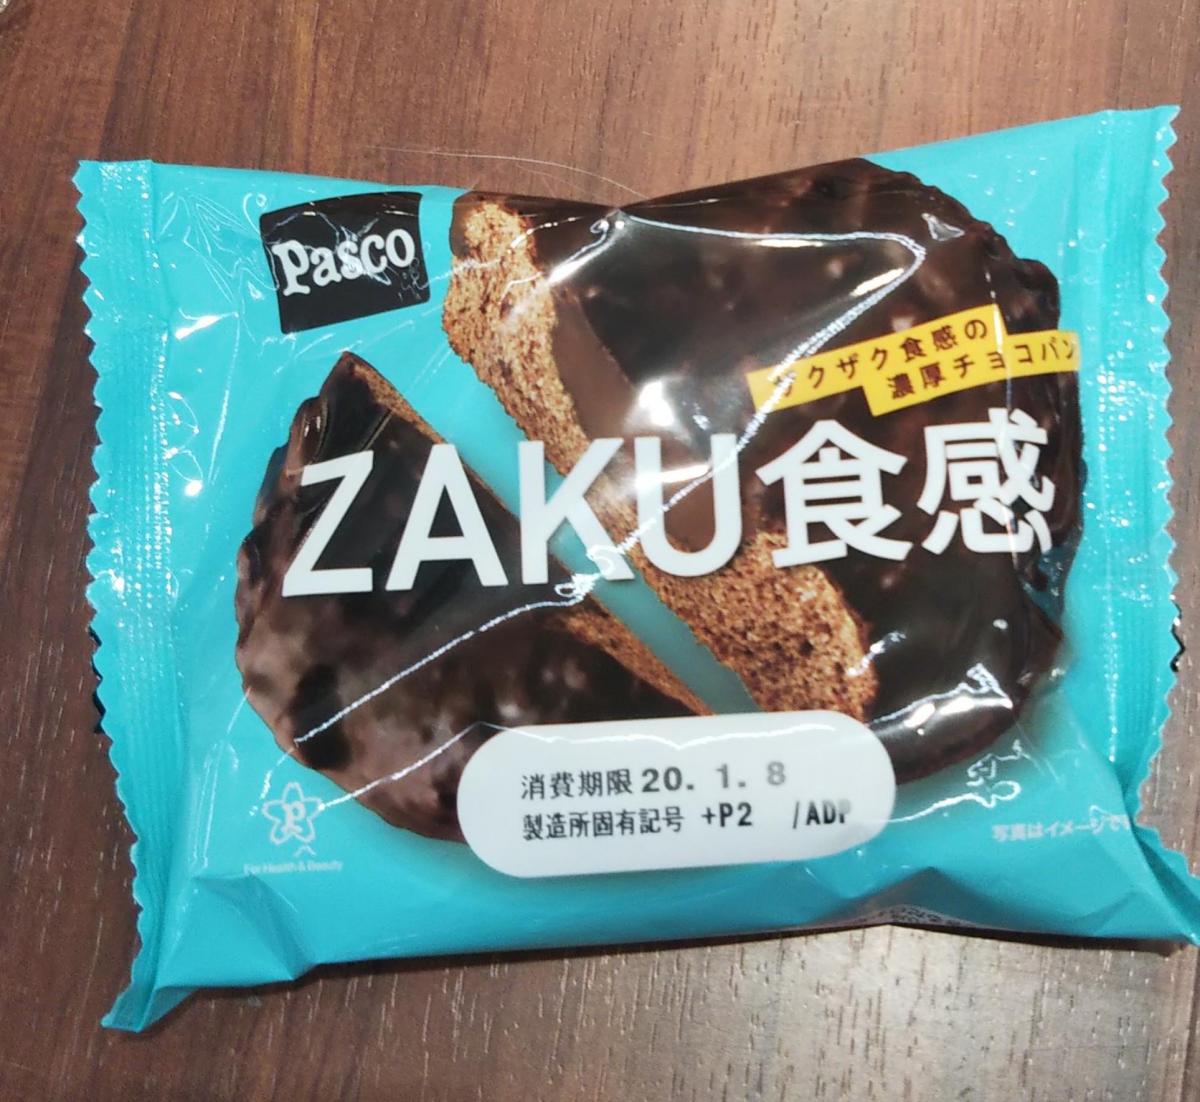 Pasco
ザクザク食感の
濃厚チョコパン
ZAKU食感
消費期限 20. 1. 8
製造所固有記号 +P2 /ADP
For Health & Beauty
写真はイメージで